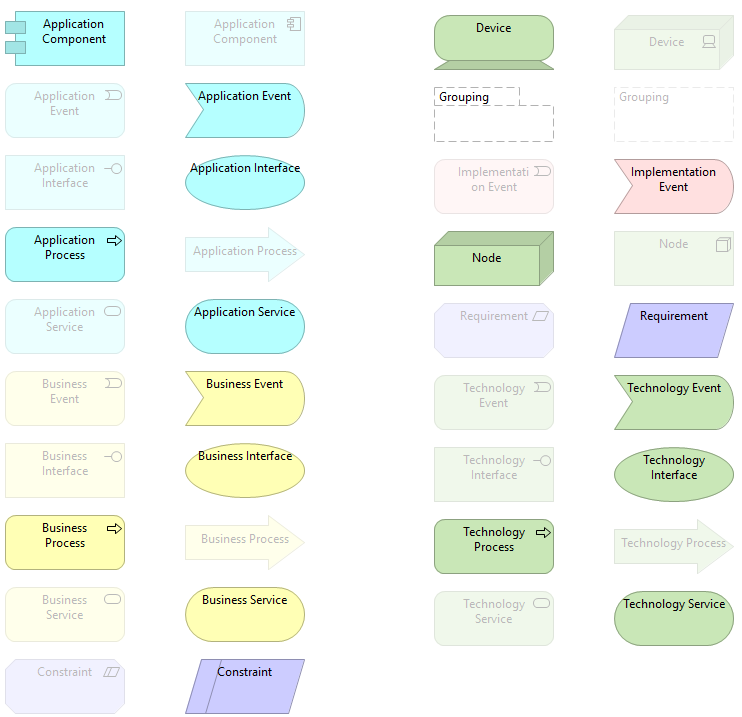 Application
Component
Application
Component
Application
Event
Application Event
Application
Interface
Application Interface
Application
Process
Application Process
Application
Service
Application Service
Business
Event
Business Event
Business
Interface
Business Interface
Business
Process
Business Process
Business
Service
Business Service
Constraint
Constraint
Device
Device
Grouping
Grouping
Implementati
on Event
Implementation
Event
Node
Node
Requirement
Requirement
Technology
Event
Technology Event
Technology
Interface
Technology
Interface
Technology
Process
Technology Process
Technology
Service
Technology Service